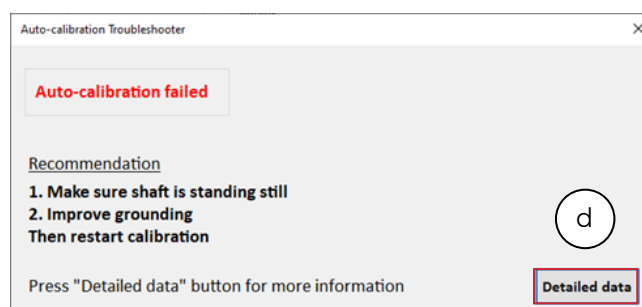 Auto-calibration Troubleshooter
Auto-calibration failed
Recommendation
1. Make sure shaft is standing still
2. Improve grounding
Then restart calibration
d
Press "Detailed data" button for more information
Detailed data